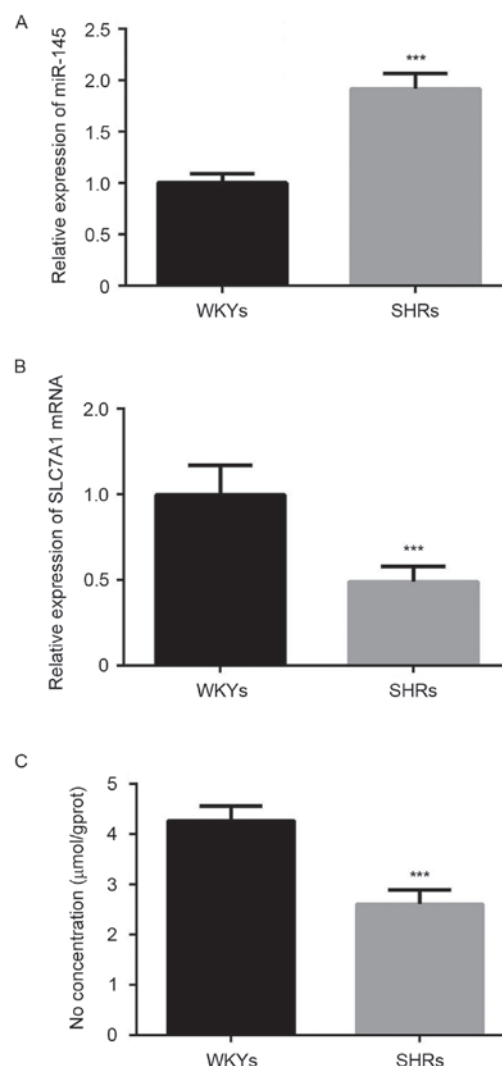 A
Relative expression of miR-145
2.5
2.0
1.5
1.0
0.5
0
***
WKYs
SHRs
B
Relative expression of SLC7A1 mRNA
2.0
1.0
0.5
0
***
WKYs
SHRs
C
No concentration (μmol/gprot)
5
4
3
2
1
0
***
WKYs
SHRs